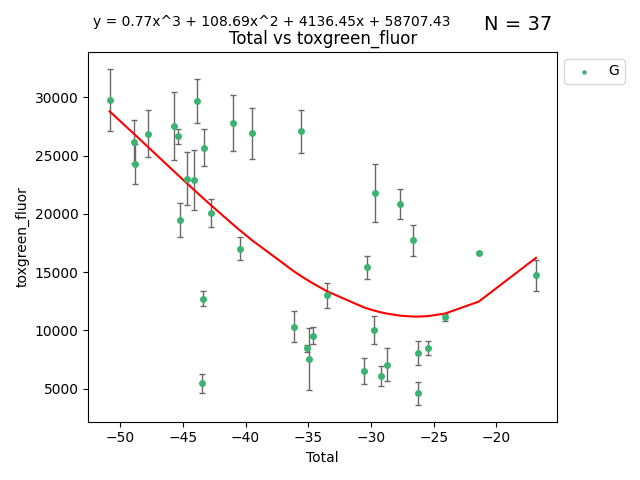 y = 0.77x^3 + 108.69x^2 + 4136.45x + 58707.43
N = 37
Total vs toxgreen_fluor
G
30000
25000
20000
15000
10000
5000
toxgreen_fluor
−50 −45 −40 −35 −30 −25 −20
Total